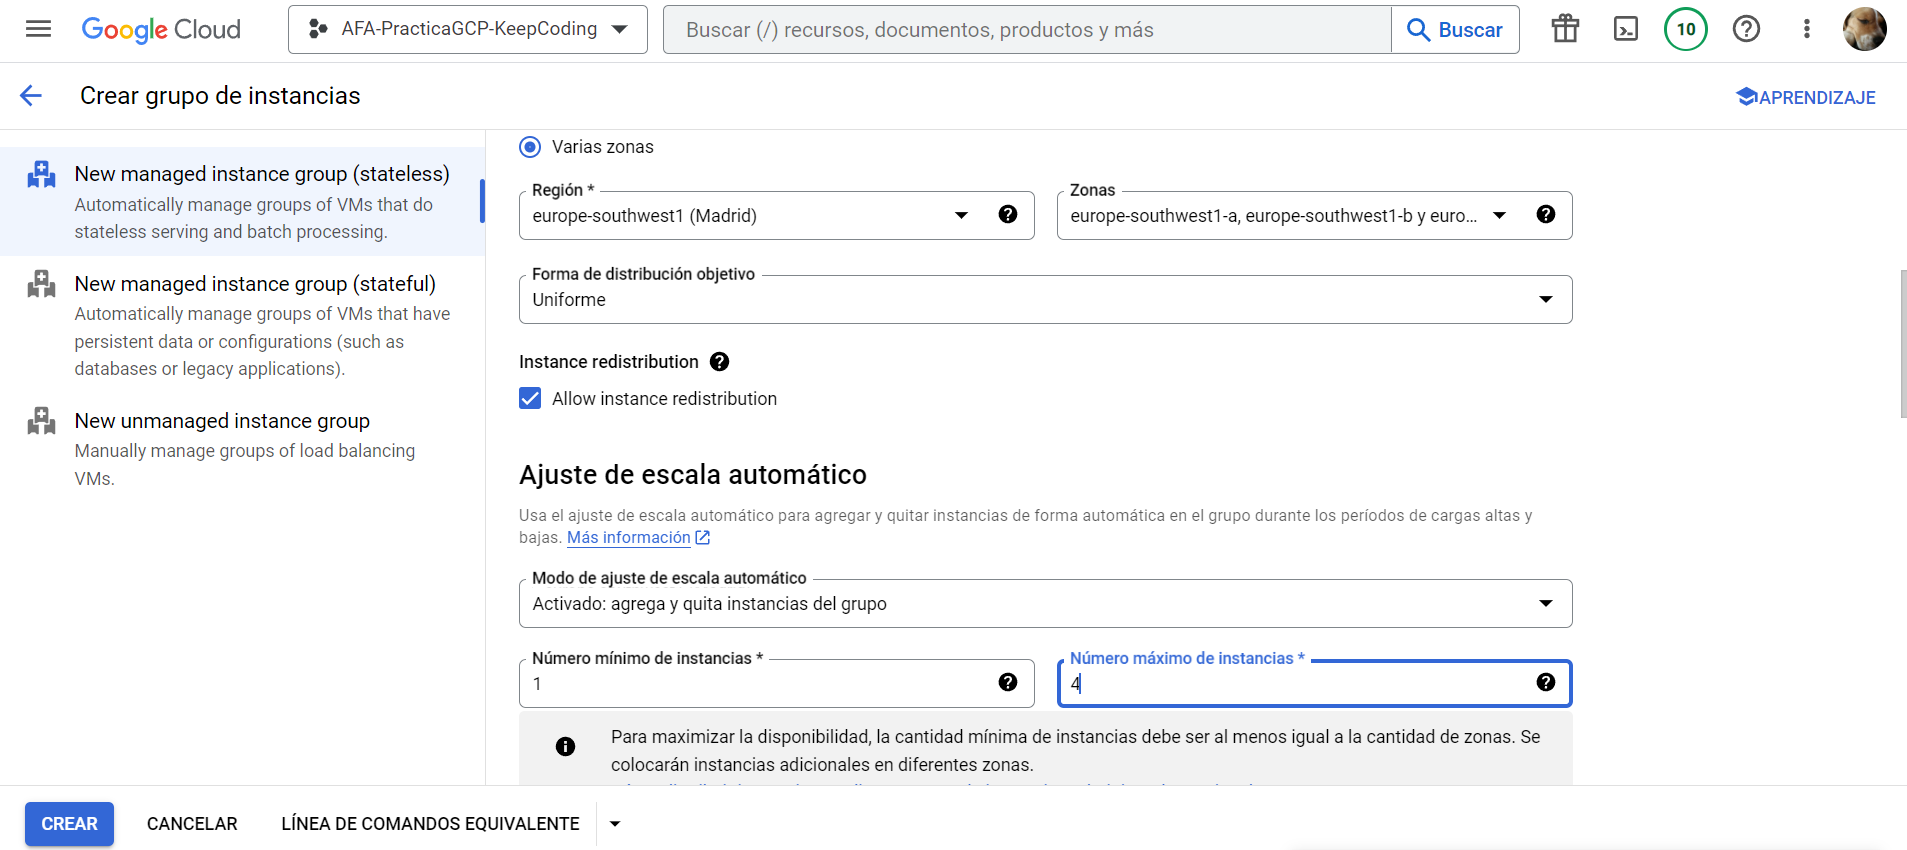 Google Cloud
AFA-PracticaGCP-KeepCoding
Buscar (/) recursos, documentos, productos y más
Buscar
10
Crear grupo de instancias
APRENDIZAJE
New managed instance group (stateless)
Automatically manage groups of VMs that do
stateless serving and batch processing.
New managed instance group (stateful)
Automatically manage groups of VMs that have
persistent data or configurations (such as
databases or legacy applications).
New unmanaged instance group
Manually manage groups of load balancing
VMs.
Varias zonas
Región *
europe-southwest1 (Madrid)
Zonas
europe-southwest1-a, europe-southwest1-b y euro...
Forma de distribución objetivo
Uniforme
Instance redistribution
Allow instance redistribution
Ajuste de escala automático
Usa el ajuste de escala automático para agregar y quitar instancias de forma automática en el grupo durante los períodos de cargas altas y
bajas. Más información
Modo de ajuste de escala automático
Activado: agrega y quita instancias del grupo
Número mínimo de instancias *
1
Número máximo de instancias *
4
Para maximizar la disponibilidad, la cantidad mínima de instancias debe ser al menos igual a la cantidad de zonas. Se
colocarán instancias adicionales en diferentes zonas.
CREAR
CANCELAR
LÍNEA DE COMANDOS EQUIVALENTE